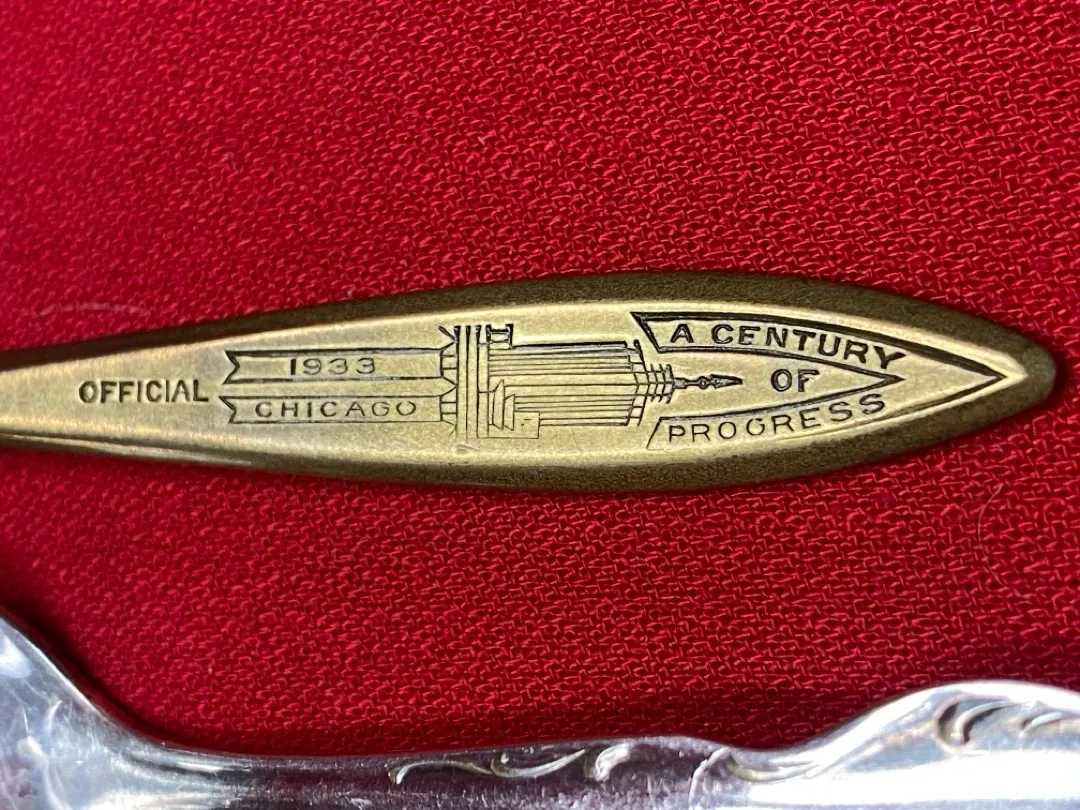 OFFICIAL
1933
CHICAGO
A CENTURY
OF
PROGRESS